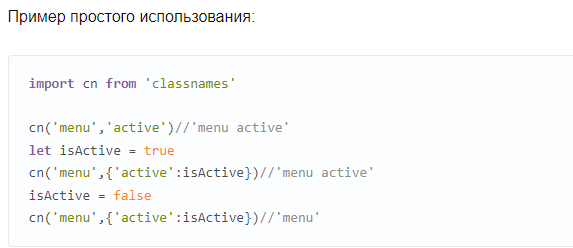 Пример простого использования:
import cn from 'classnames'
cn('menu','active')//'menu active'
let isActive = true
cn('menu',{'active':isActive})//'menu active'
isActive = false
cn('menu',{'active':isActive})//'menu'